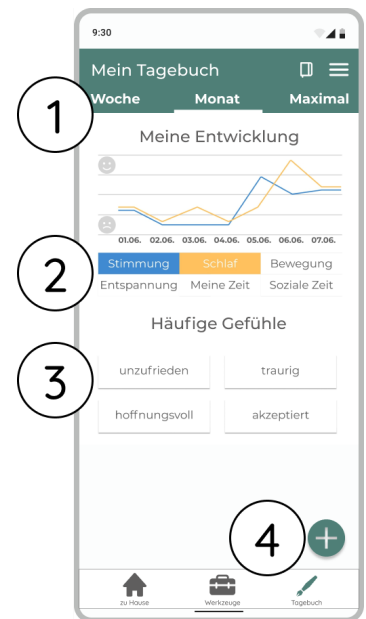 9:30
Mein Tagebuch
Woche Monat Maximal
1
Meine Entwicklung
01.06. 02.06. 03.06. 04.06. 05.06. 06.06. 07.06.
2
Stimmung Schlaf Bewegung
Entspannung Meine Zeit Soziale Zeit
Häufige Gefühle
3
unzufrieden traurig
hoffnungsvoll akzeptiert
4
zu Hause Werkzeuge Tagebuch